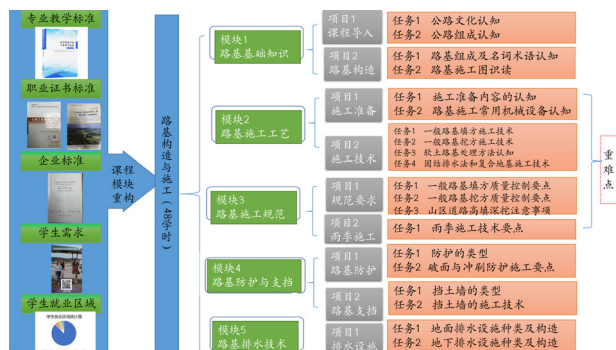 专业教学标准
职业证书标准
企业标准
学生需求
学生就业区域
学生就业区域统计图
课程
模块
重构
路基构造与施工（48学时）
模块1
路基基础知识
项目1
课程导入
任务1 公路文化认知
任务2 公路组成认知
项目2
路基构造
任务1 路基组成及名词术语认知
任务2 路基施工图识读
模块2
路基施工工艺
项目1
施工准备
任务1 施工准备内容的认知
任务2 路基施工常用机械设备认知
项目2
施工技术
任务1 一般路基填方施工技术
任务2 一般路基挖方施工技术
任务3 软土路基处理方法认知
任务4 固结排水法和复合地基施工技术
模块3
路基施工规范
项目1
规范要求
任务1 一般路基填方质量控制要点
任务2 一般路基挖方质量控制要点
任务3 山区道路高填深挖注意事项
项目2
雨季施工
任务1 雨季施工技术要点
重难点
模块4
路基防护与支挡
项目1
路基防护
任务1 防护的类型
任务2 破面与冲刷防护施工要点
项目2
路基支挡
任务1 挡土墙的类型
任务2 挡土墙的施工技术
模块5
路基排水技术
项目1
排水设施
任务1 地面排水设施种类及构造
任务2 地下排水设施种类及构造